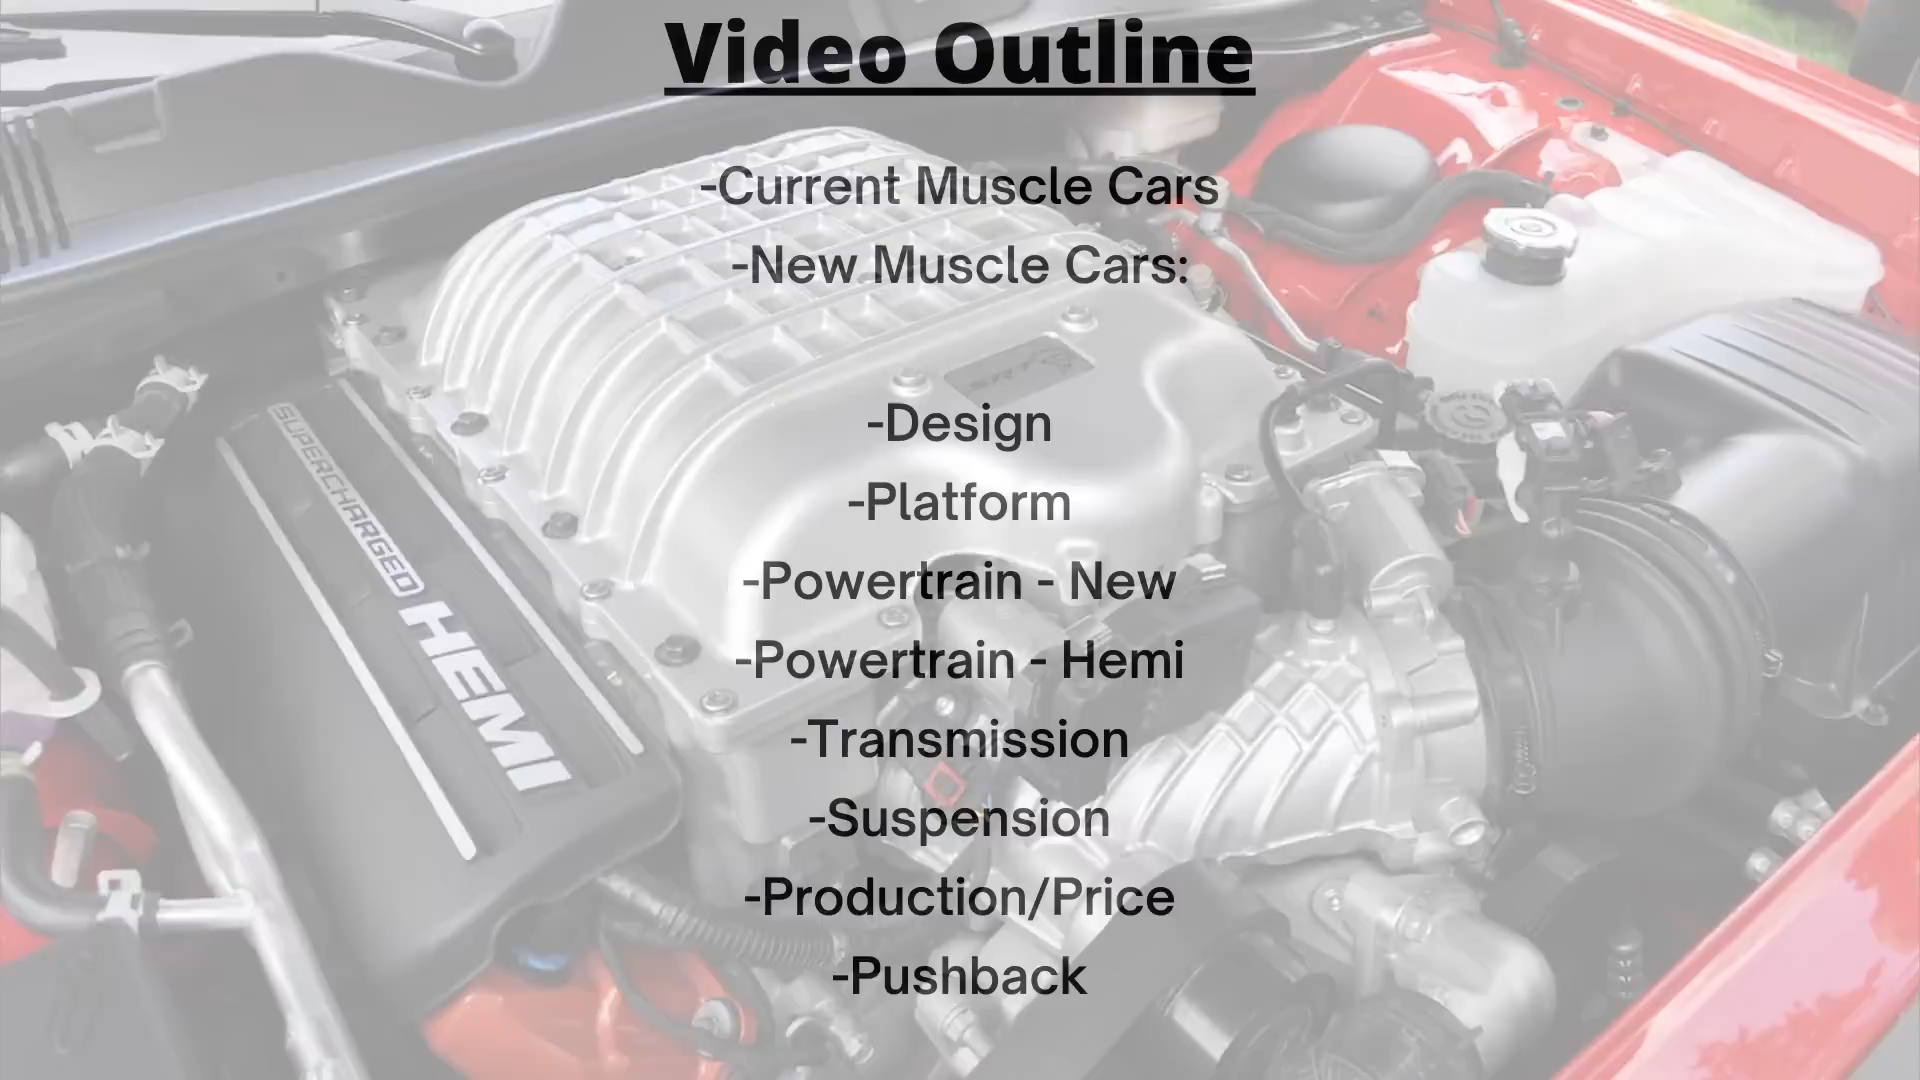 Video Outline
-Current Muscle Cars
-New Muscle Cars:
-Design
-Platform
-Powertrain - New
-Powertrain - Hemi
-Transmission
-Suspension
-Production/Price
-Pushback
SUPERCHARGED
HEMI
SRT